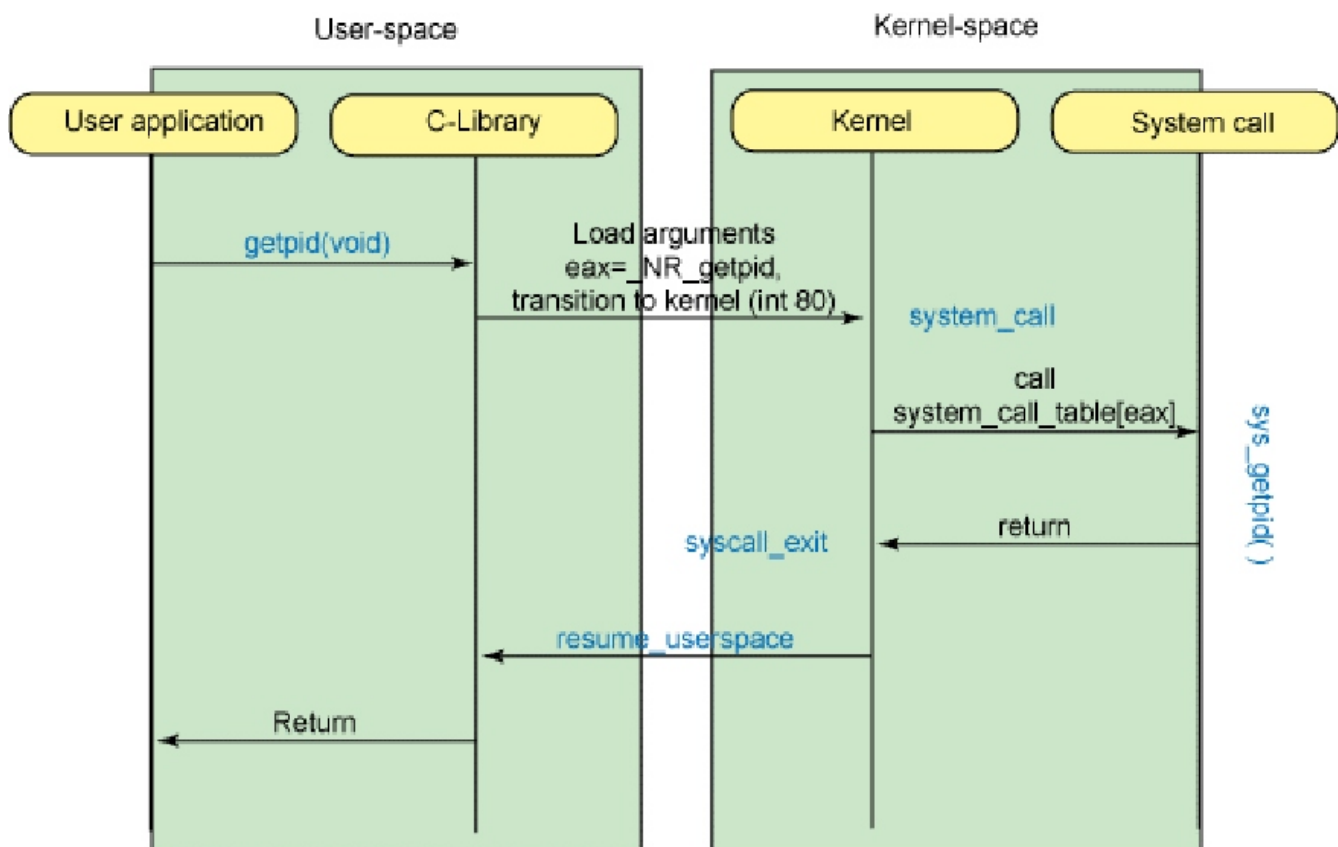 User-space
Kernel-space
User application
C-Library
Kernel
System call
getpid(void)
Load arguments
eax=_NR_getpid,
transition to kernel (int 80)
system_call
call
system_call_table[eax]
sys_getpid( )
return
syscall_exit
resume_userspace
Return